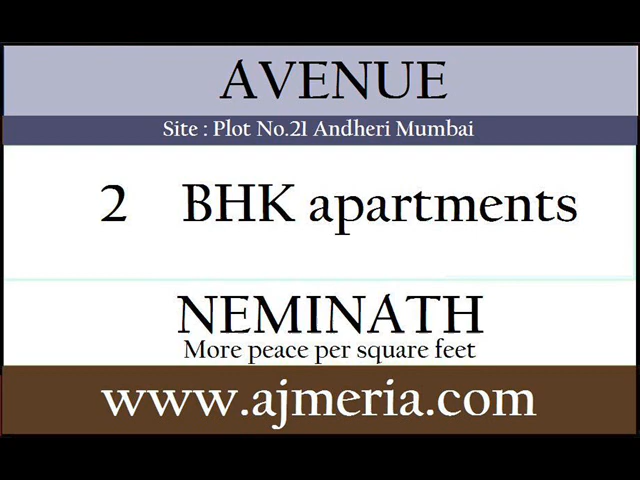 AVENUE
Site : Plot No.21 Andheri Mumbai
2 BHK apartments
NEMINATH
More peace per square feet
www.ajmeria.com